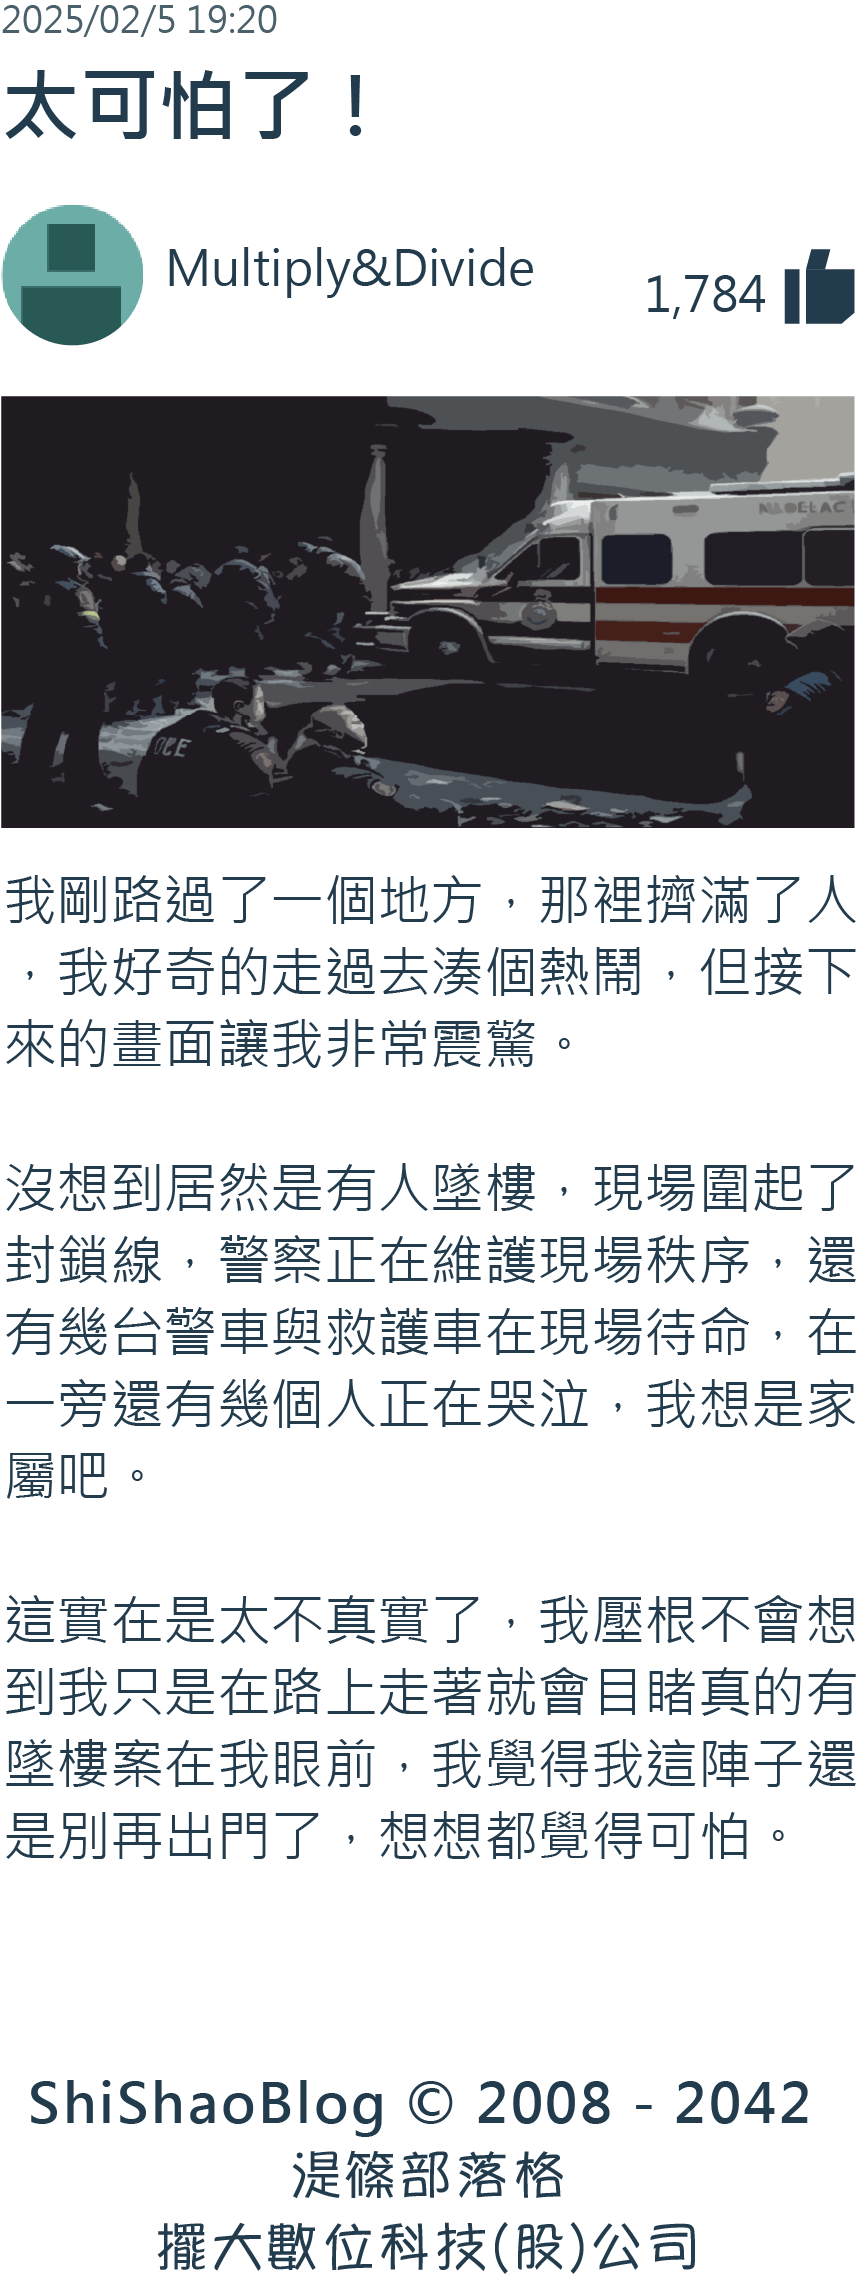 2025/02/5 19:20
太可怕了！
Multiply&Divide
1,784
我剛路過了一個地方，那裡擠滿了人
，我好奇的走過去湊個熱鬧，但接下
來的畫面讓我非常震驚。
沒想到居然是有人墜樓，現場圍起了
封鎖線，警察正在維護現場秩序，還
有幾台警車與救護車在現場待命，在
一旁還有幾個人正在哭泣，我想是家
屬吧。
這實在是太不真實了，我壓根不會想
到我只是在路上走著就會目睹真的有
墜樓案在我眼前，我覺得我這陣子還
是別再出門了，想想都覺得可怕。
ShiShaoBlog © 2008 - 2042
湜篠部落格
擺大數位科技(股)公司